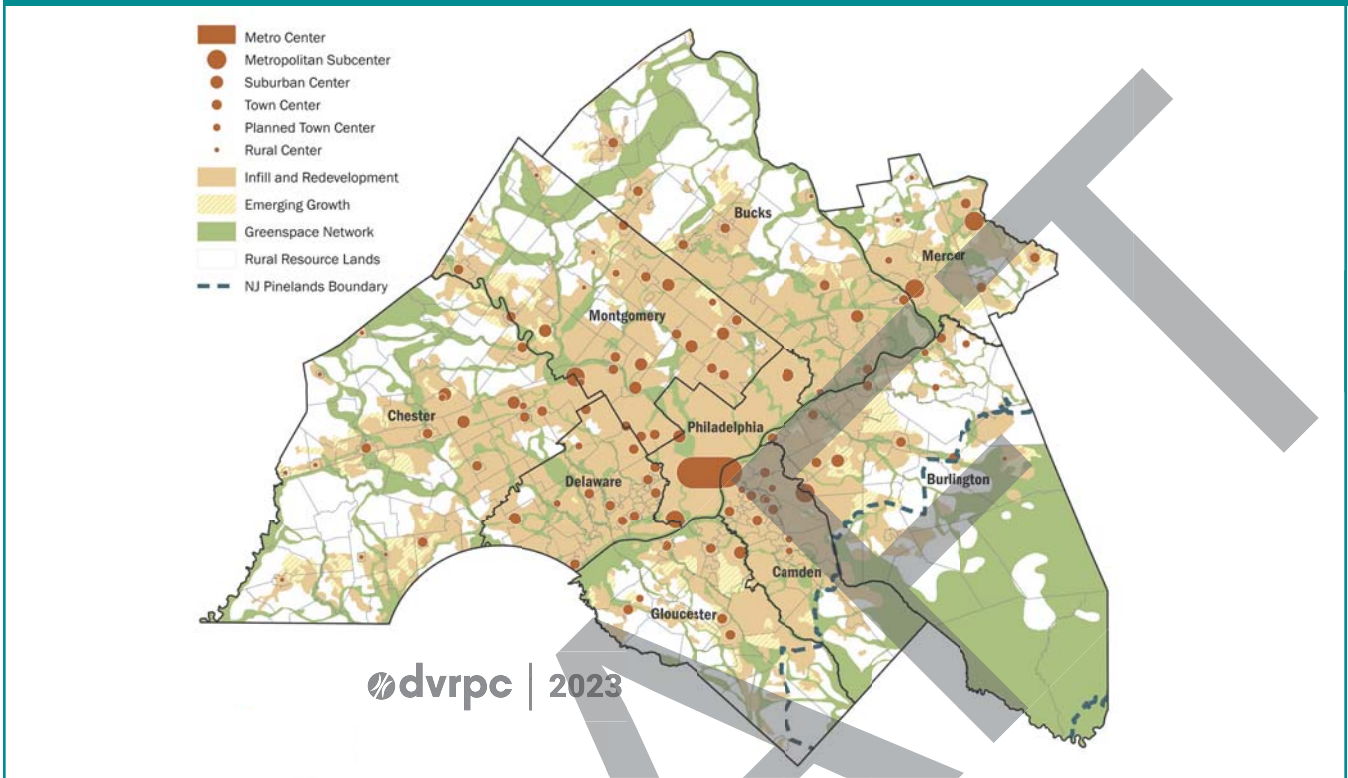 Metro Center
Metropolitan Subcenter
Suburban Center
Town Center
Planned Town Center
Rural Center
Infill and Redevelopment
Emerging Growth
Greenspace Network
Rural Resource Lands
NJ Pinelands Boundary
Bucks
Mercer
Montgomery
Chester
Philadelphia
Delaware
Burlington
Camden
Gloucester
dvrpc | 2023